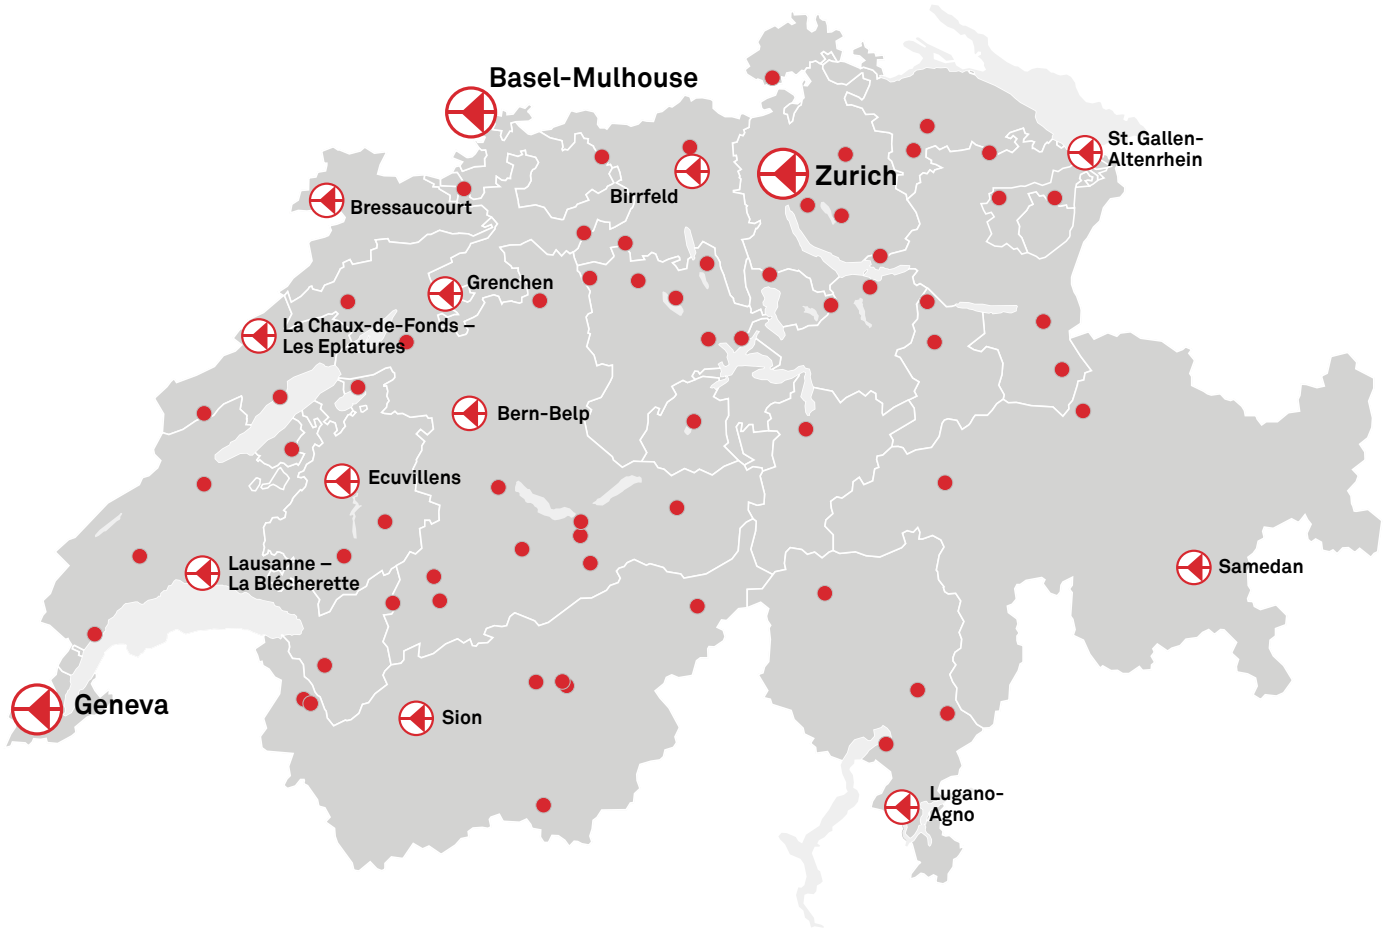 Basel-Mulhouse
St. Gallen-
Altenrhein
Zurich
Birrfeld
Bressaucourt
Grenchen
La Chaux-de-Fonds –
Les Eplatures
Bern-Belp
Ecuvillens
Lausanne –
La Blécherette
Samedan
Geneva
Sion
Lugano-
Agno